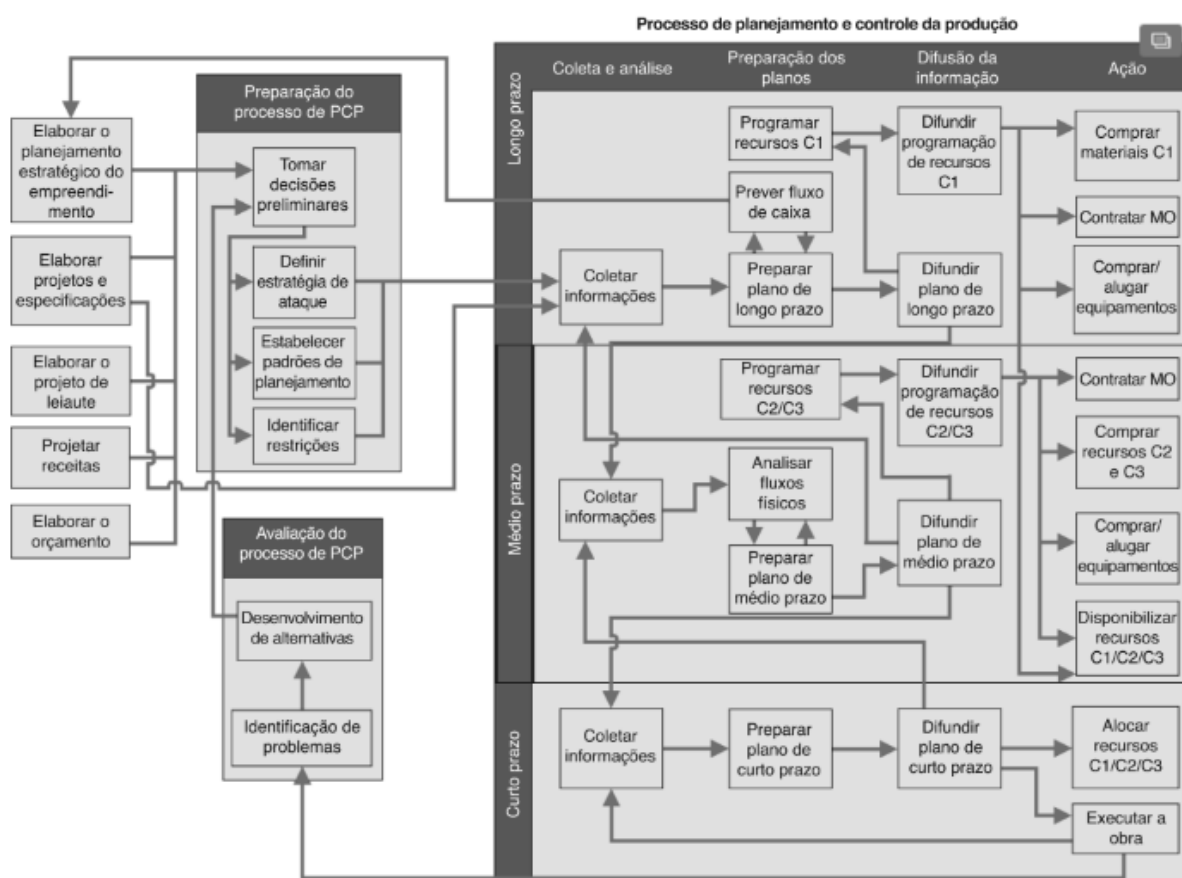 Processo de planejamento e controle da produção
Elaborar o
planejamento
estratégico do
empreendi-
mento
Elaborar
projetos e
especificações
Elaborar o
projeto de
leiaute
Projetar
receitas
Elaborar o
orçamento
Preparação do
processo de PCP
Tomar
decisões
preliminares
Definir
estratégia de
ataque
Estabelecer
padrões de
planejamento
Identificar
restrições
Avaliação do
processo de PCP
Desenvolvimento
de alternativas
Identificação de
problemas
Coleta e análise
Preparação dos
planos
Difusão da
informação
Ação
Longo prazo
Programar
recursos C1
Difundir
programação
de recursos
C1
Comprar
materiais C1
Prever fluxo
de caixa
Contratar MO
Coletar
informações
Preparar
plano de
longo prazo
Difundir
plano de
longo prazo
Comprar/
alugar
equipamentos
Médio prazo
Programar
recursos
C2/C3
Difundir
programação
de recursos
C2/C3
Contratar MO
Comprar
recursos C2
e C3
Coletar
informações
Analisar
fluxos
físicos
Preparar
plano de
médio prazo
Difundir
plano de
médio prazo
Comprar/
alugar
equipamentos
Disponibilizar
recursos
C1/C2/C3
Curto prazo
Coletar
informações
Preparar
plano de
curto prazo
Difundir
plano de
curto prazo
Alocar
recursos
C1/C2/C3
Executar a
obra